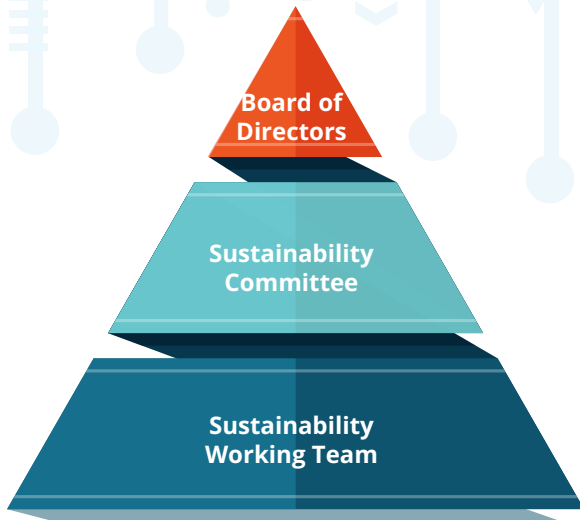 Board of
Directors
Sustainability
Committee
Sustainability
Working Team